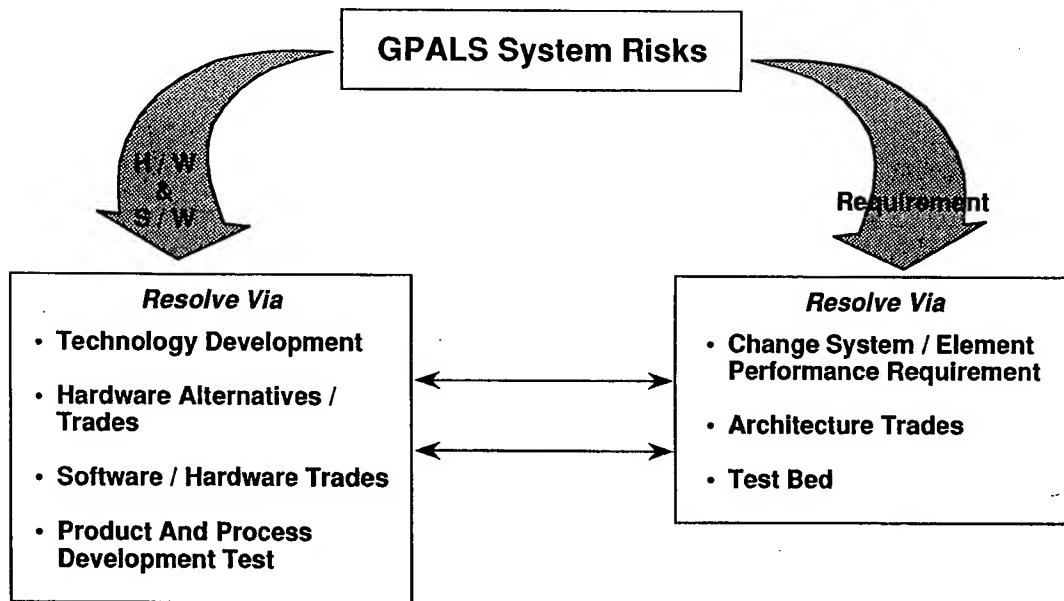 GPALS System Risks
H / W
&
S / W
Requirement
Resolve Via
• Technology Development
• Hardware Alternatives /
Trades
• Software / Hardware Trades
• Product And Process
Development Test
Resolve Via
• Change System / Element
Performance Requirement
• Architecture Trades
• Test Bed